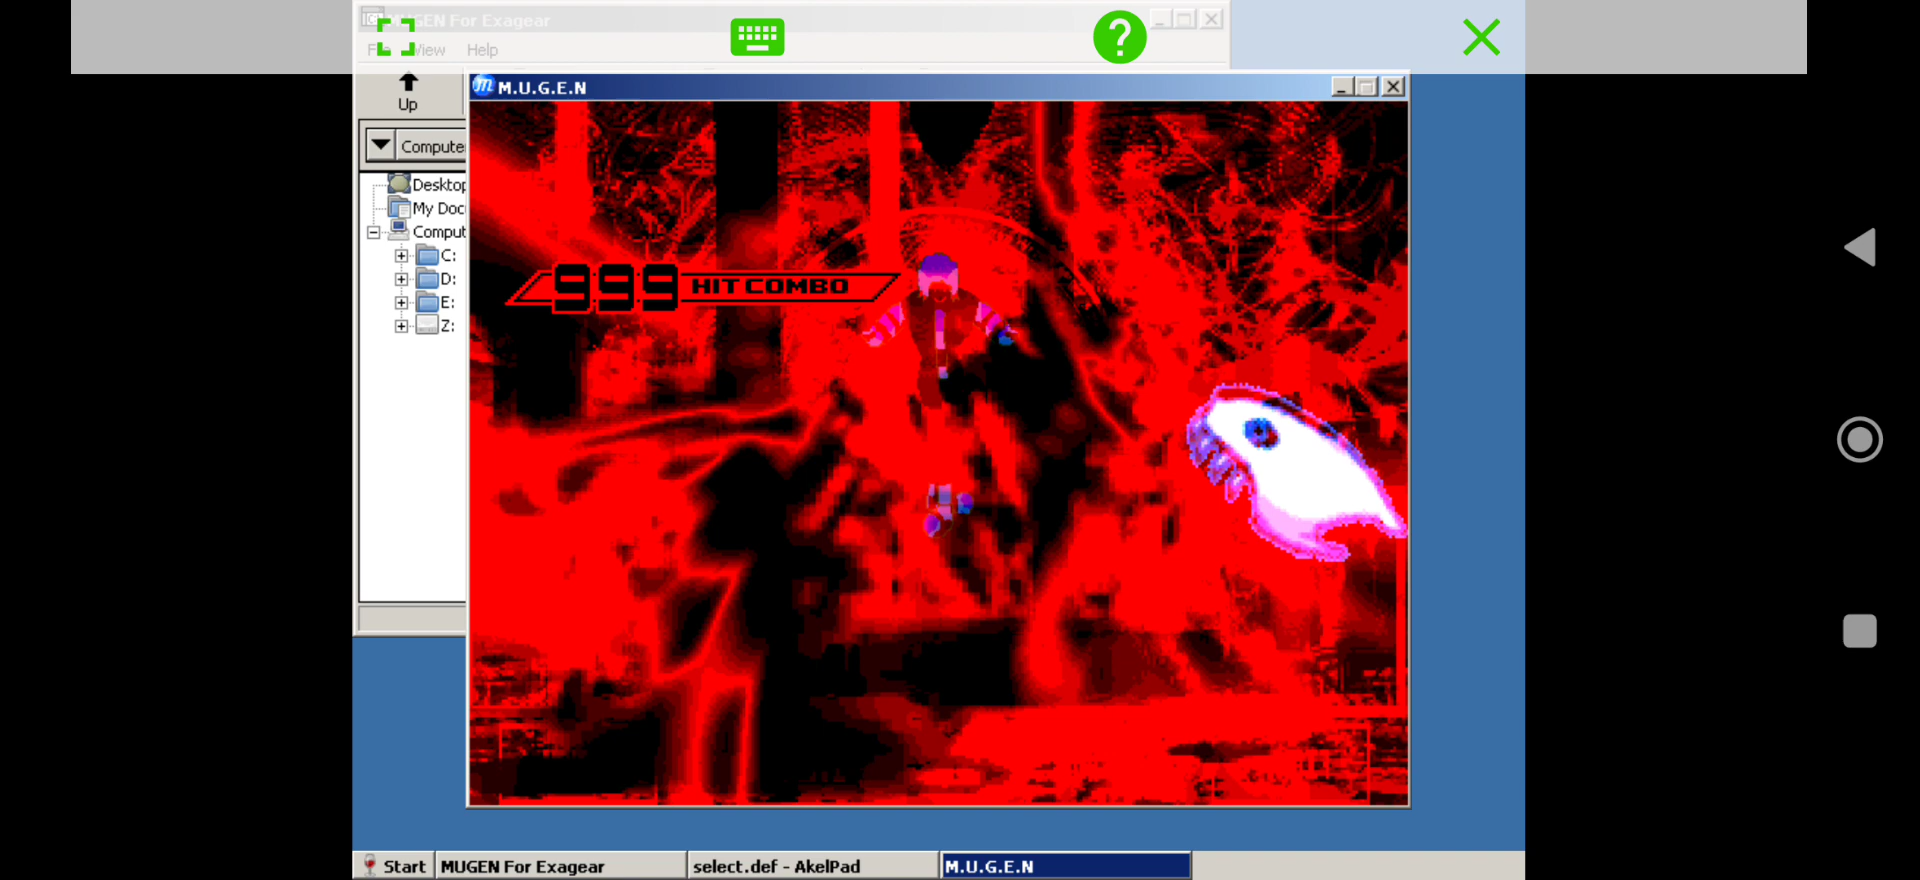 MUGEN For Exagear
File View Help
M.U.G.E.N
Up
Compute
Desktop
My Doc
Comput
C:
D:
E:
Z:
999 HIT COMBO
Start MUGEN For Exagear select.def - AkelPad M.U.G.E.N